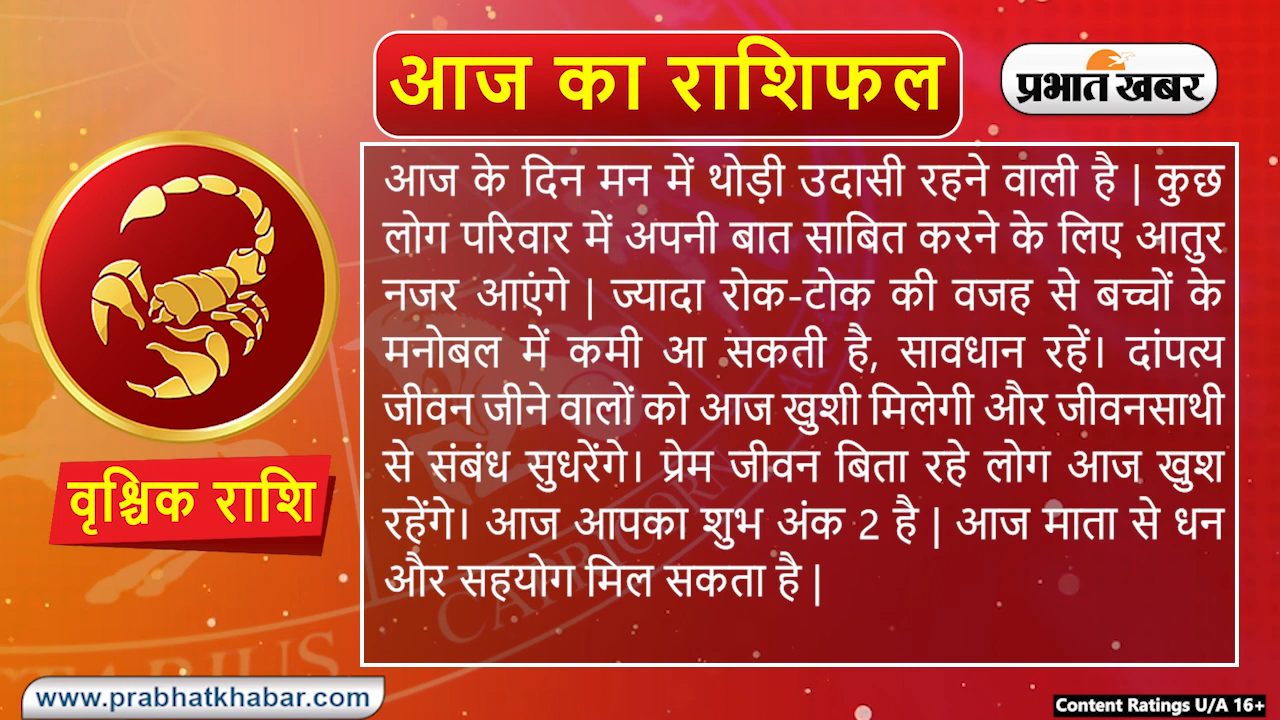 आज का राशिफल
प्रभात खबर
आज के दिन मन में थोड़ी उदासी रहने वाली है | कुछ
लोग परिवार में अपनी बात साबित करने के लिए आतुर
नजर आएंगे | ज्यादा रोक-टोक की वजह से बच्चों के
मनोबल में कमी आ सकती है, सावधान रहें। दांपत्य
जीवन जीने वालों को आज खुशी मिलेगी और जीवनसाथी
से संबंध सुधरेंगे। प्रेम जीवन बिता रहे लोग आज खुश
रहेंगे। आज आपका शुभ अंक 2 है | आज माता से धन
और सहयोग मिल सकता है |
वृश्चिक राशि
CAPRICORN
www.prabhatkhabar.com
Content Ratings U/A 16+